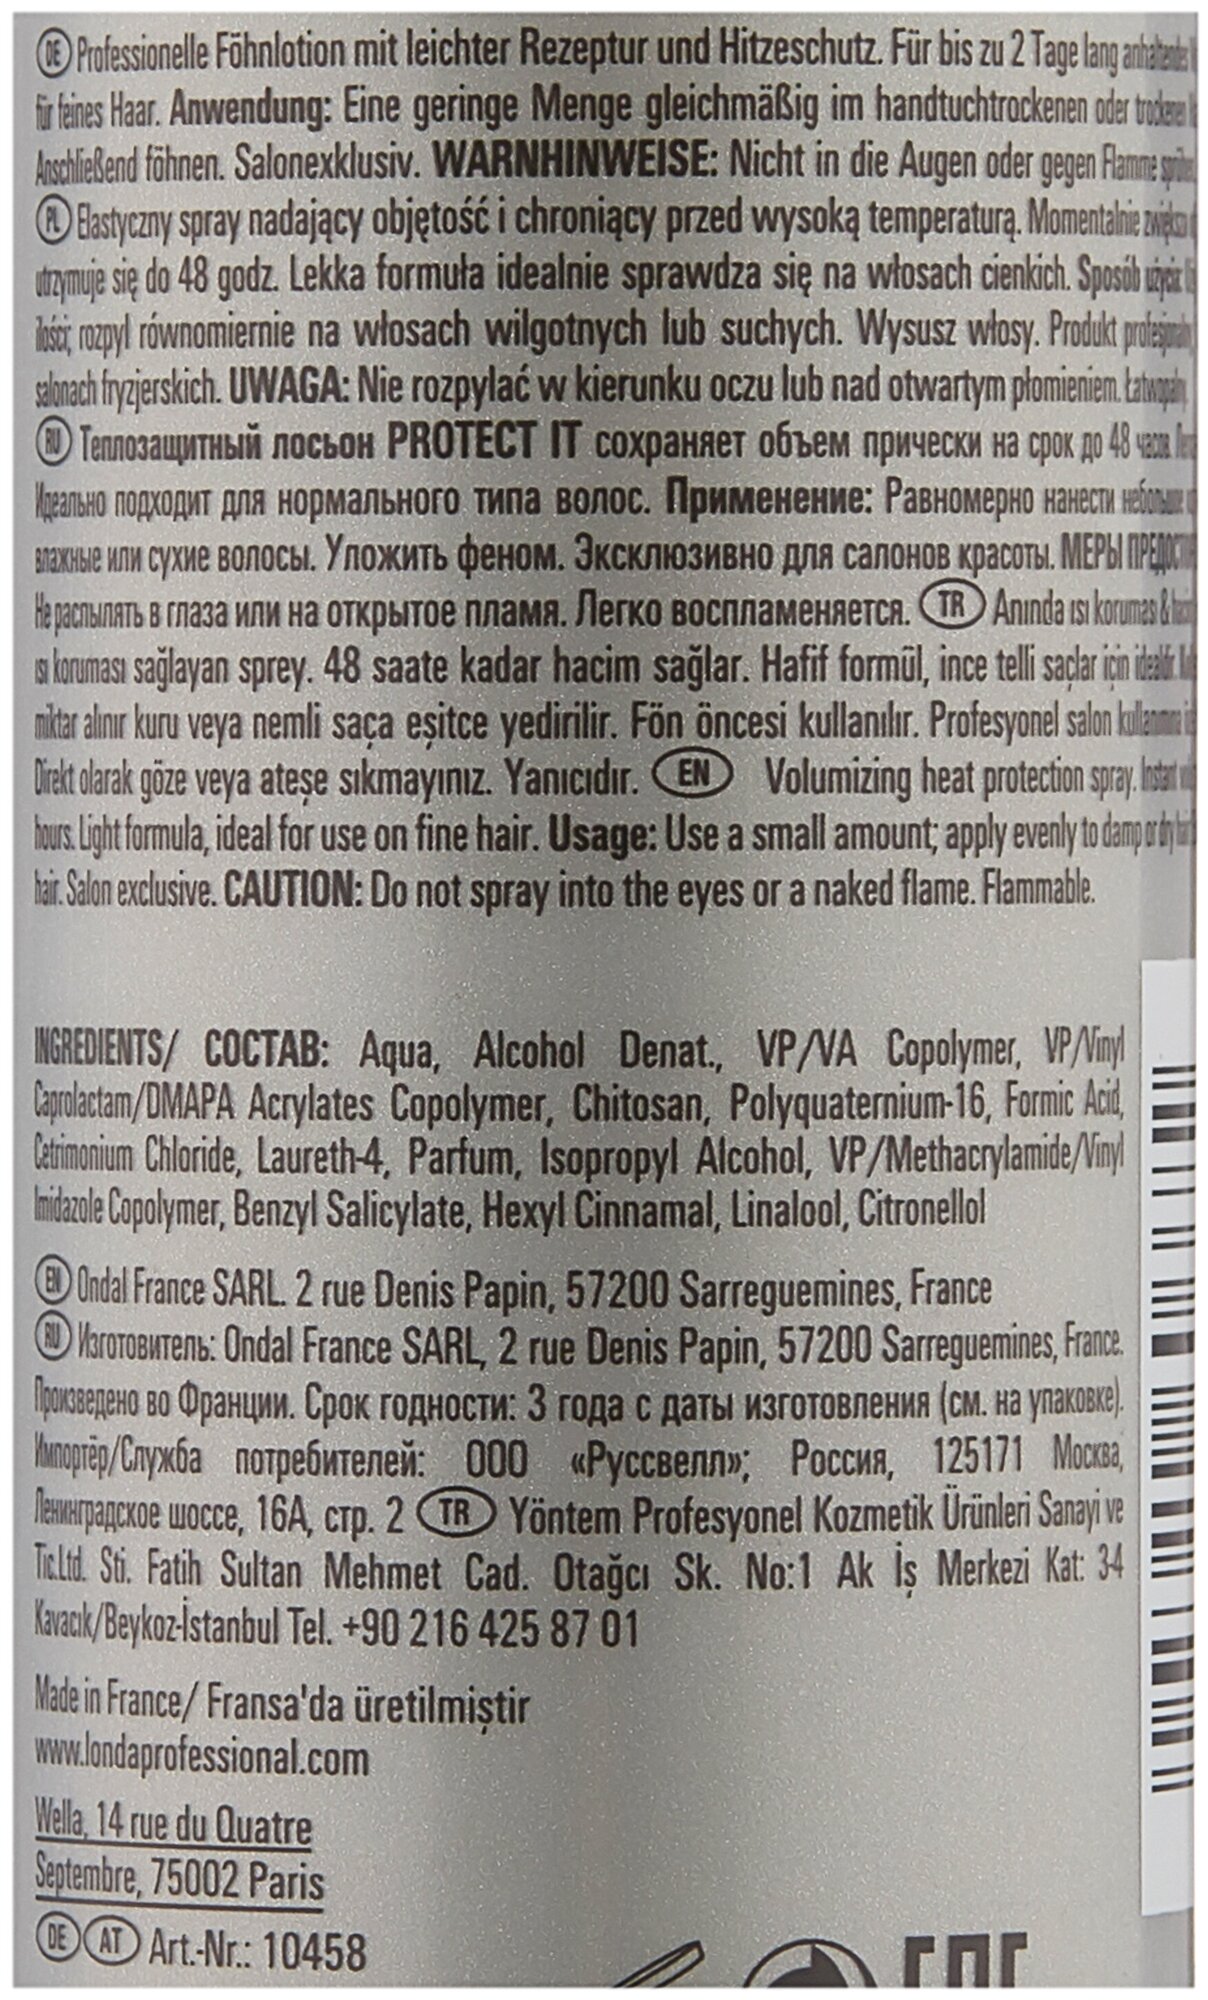 DE Professionelle Föhnlotion mit leichter Rezeptur und Hitzeschutz. Für bis zu 2 Tage lang anhaltendes
für feines Haar. Anwendung: Eine geringe Menge gleichmäßig im handtuchtrockenen oder trockenen
Anschließend föhnen. Salonexklusiv. WARNHINWEISE: Nicht in die Augen oder gegen Flamme
PL Elastyczny spray nadający objętość i chroniący przed wysoką temperaturą. Momentalnie
utrzymuje się do 48 godz. Lekka formuła idealnie sprawdza się na włosach cienkich. Sposób użycia:
ilości; rozpyl równomiernie na włosach wilgotnych lub suchych. Wysusz włosy. Produkt
salonach fryzjerskich. UWAGA: Nie rozpylać w kierunku oczu lub nad otwartym płomieniem. Łatwopalny.
RU Теплозащитный лосьон PROTECT IT сохраняет объем прически на срок до 48 часов.
Идеально подходит для нормального типа волос. Применение: Равномерно нанести
влажные или сухие волосы. Уложить феном. Эксклюзивно для салонов красоты. МЕРЫ
Не распылять в глаза или на открытое пламя. Легко воспламеняется. TR Anında ısı koruması &
ısı koruması sağlayan sprey. 48 saate kadar hacim sağlar. Hafif formül, ince telli saçlar için idealdir.
miktar alınır kuru veya nemli saça eşitce yedirilir. Fön öncesi kullanılır. Profesyonel salon kullanımına
Direkt olarak göze veya ateşe sıkmayınız. Yanıcıdır. EN Volumizing heat protection spray. Instant
hours. Light formula, ideal for use on fine hair. Usage: Use a small amount; apply evenly to damp or dry
hair. Salon exclusive. CAUTION: Do not spray into the eyes or a naked flame. Flammable.
INGREDIENTS/ СОСТАВ: Aqua, Alcohol Denat., VP/VA Copolymer, VP/Vinyl
Caprolactam/DMAPA Acrylates Copolymer, Chitosan, Polyquaternium-16, Formic Acid,
Cetrimonium Chloride, Laureth-4, Parfum, Isopropyl Alcohol, VP/Methacrylamide/Vinyl
Imidazole Copolymer, Benzyl Salicylate, Hexyl Cinnamal, Linalool, Citronellol
EN Ondal France SARL. 2 rue Denis Papin, 57200 Sarreguemines, France
RU Изготовитель: Ondal France SARL, 2 rue Denis Papin, 57200 Sarreguemines, France.
Произведено во Франции. Срок годности: 3 года с даты изготовления (см. на упаковке).
Импортёр/Служба потребителей: ООО «Руссвелл»; Россия, 125171 Москва,
Ленинградское шоссе, 16А, стр. 2 TR Yöntem Profesyonel Kozmetik Ürünleri Sanayi ve
Tic.Ltd. Sti. Fatih Sultan Mehmet Cad. Otağcı Sk. No:1 Ak İş Merkezi Kat: 3-4
Kavacık/Beykoz-İstanbul Tel. +90 216 425 87 01
Made in France/ Fransa'da üretilmiştir
www.londaprofessional.com
Wella, 14 rue du Quatre
Septembre, 75002 Paris
DE AT Art.-Nr.: 10458